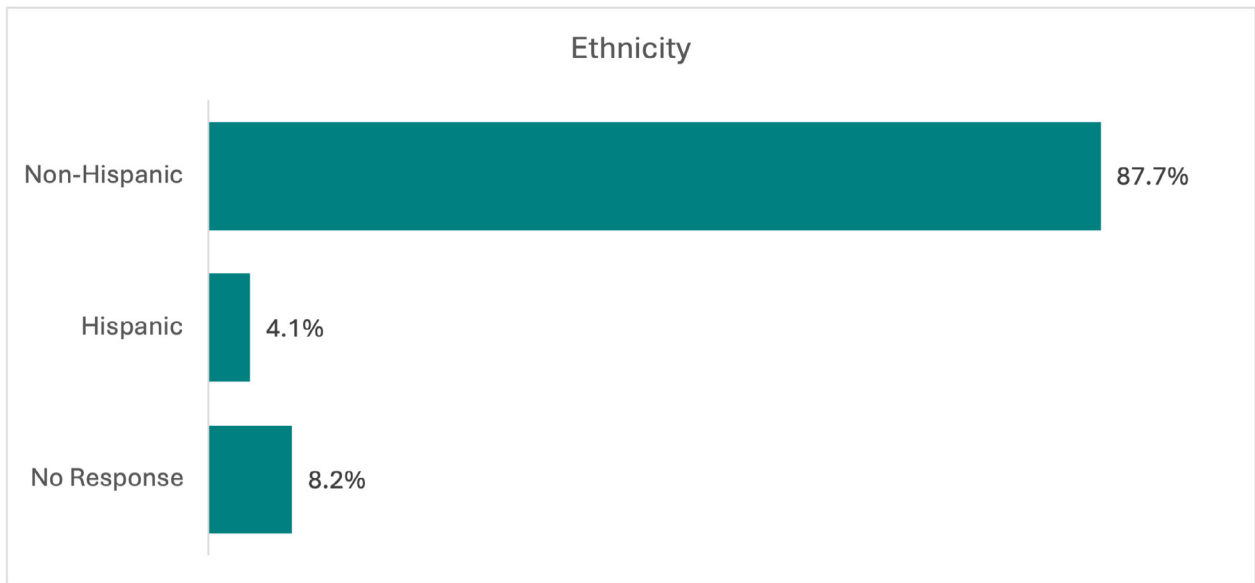 Ethnicity
Non-Hispanic
87.7%
Hispanic
4.1%
No Response
8.2%